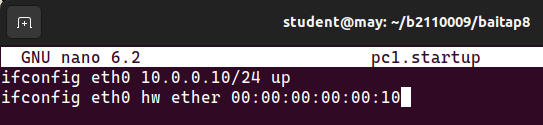 student@may: ~/b2110009/baitap8
GNU nano 6.2 pc1.startup
ifconfig eth0 10.0.0.10/24 up
ifconfig eth0 hw ether 00:00:00:00:00:10